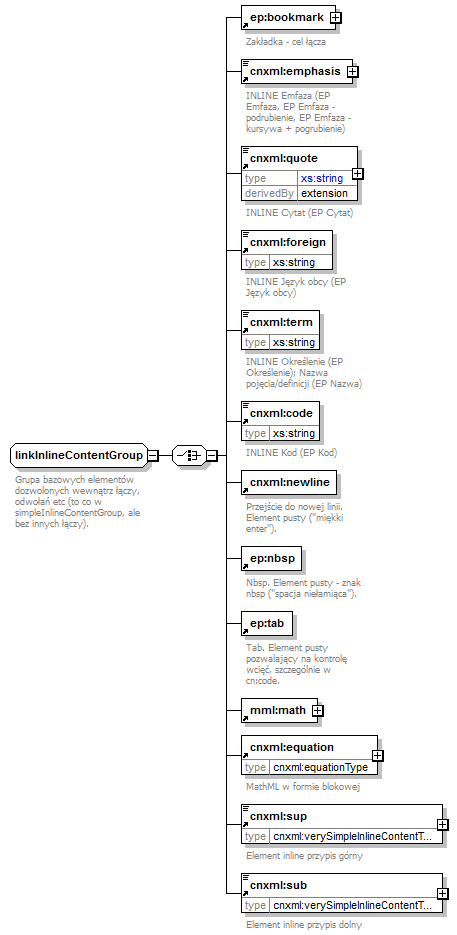 ep:bookmark
Zakładka - cel łącza
cnxml:emphasis
INLINE Emfaza (EP
Emfaza, EP Emfaza -
podrubienie, EP Emfaza -
kursywa + pogrubienie)
cnxml:quote
type xs:string
derivedBy extension
INLINE Cytat (EP Cytat)
cnxml:foreign
type xs:string
INLINE Język obcy (EP
Język obcy)
cnxml:term
type xs:string
INLINE Określenie (EP
Określenie); Nazwa
pojęcia/definicji (EP Nazwa)
cnxml:code
type xs:string
INLINE Kod (EP Kod)
linkInlineContentGroup
Grupa bazowych elementów
dozwolonych wewnątrz łączy,
odwołań etc (to co w
simpleInlineContentGroup, ale
bez innych łączy).
cnxml:newline
Przejście do nowej linii.
Element pusty ("miękki
enter").
ep:nbsp
Nbsp. Element pusty - znak
nbsp ("spacja niełamiąca").
ep:tab
Tab. Element pusty
pozwalający na kontrolę
wcięć, szczególnie w
cn:code.
mml:math
cnxml:equation
type cnxml:equationType
MathML w formie blokowej
cnxml:sup
type cnxml:verySimpleInlineContentT...
Element inline przypis górny
cnxml:sub
type cnxml:verySimpleInlineContentT...
Element inline przypis dolny